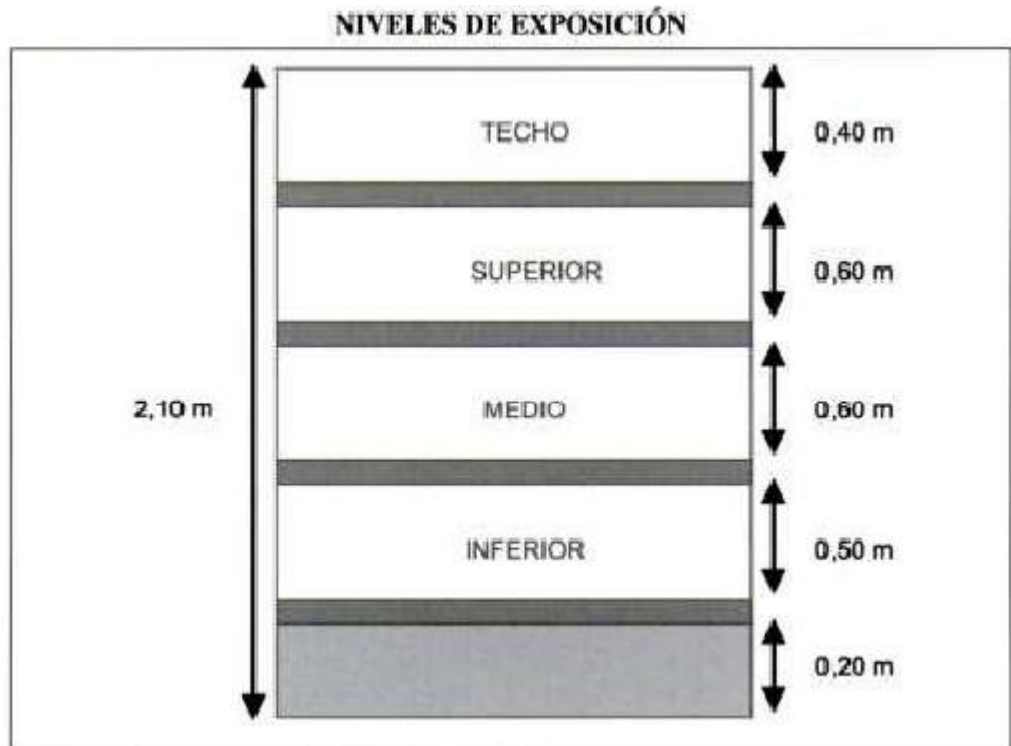 NIVELES DE EXPOSICIÓN
TECHO
0,40 m
SUPERIOR
0,60 m
2,10 m
MEDIO
0,60 m
INFERIOR
0,50 m
0,20 m